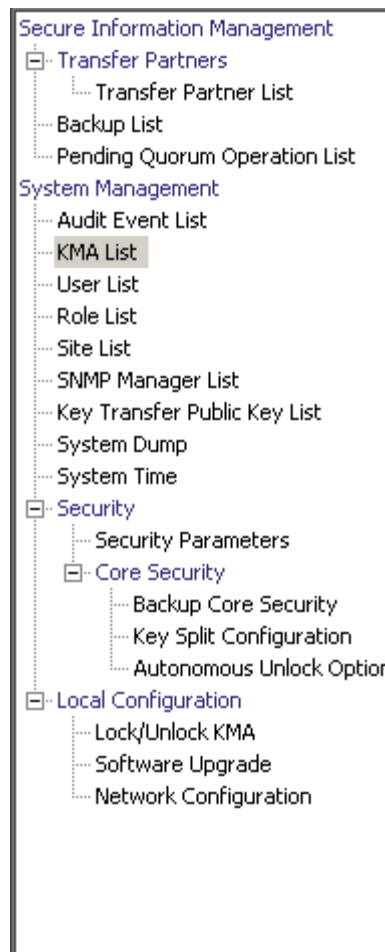 Secure Information Management
Transfer Partners
Transfer Partner List
Backup List
Pending Quorum Operation List
System Management
Audit Event List
KMA List
User List
Role List
Site List
SNMP Manager List
Key Transfer Public Key List
System Dump
System Time
Security
Security Parameters
Core Security
Backup Core Security
Key Split Configuration
Autonomous Unlock Option
Local Configuration
Lock/Unlock KMA
Software Upgrade
Network Configuration